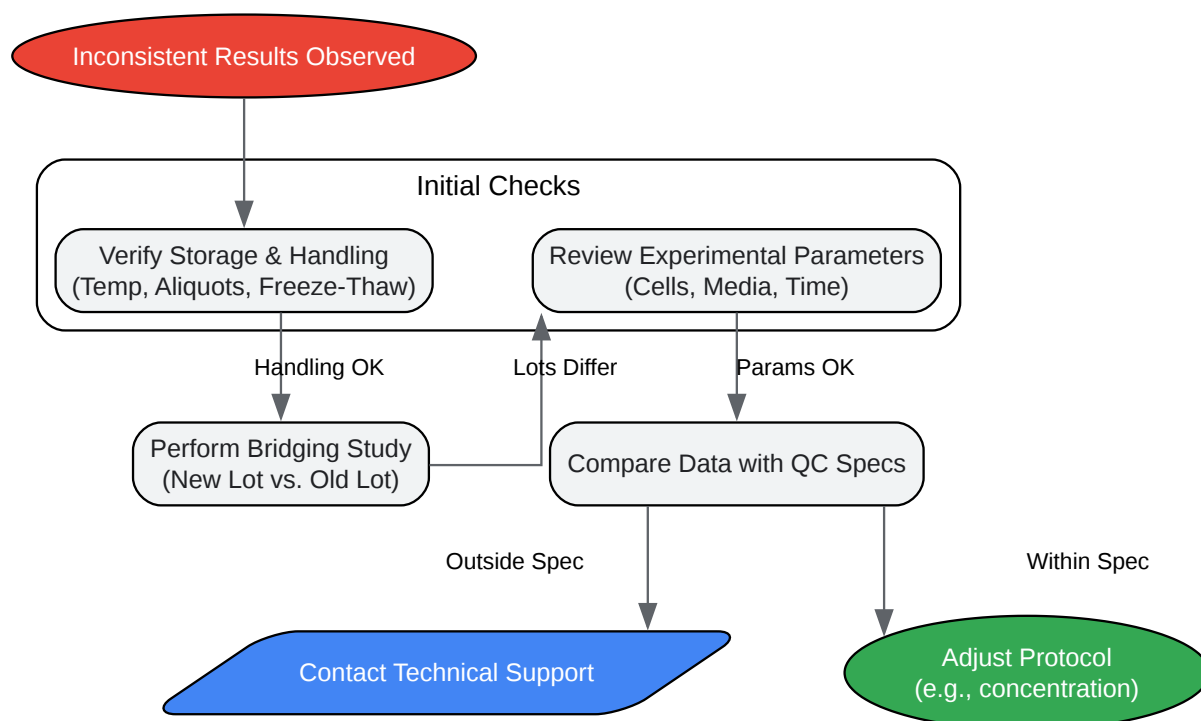 Inconsistent Results Observed
Initial Checks
Verify Storage & Handling
(Temp, Aliquots, Freeze-Thaw)
Review Experimental Parameters
(Cells, Media, Time)
Handling OK
Lots Differ
Params OK
Perform Bridging Study
(New Lot vs. Old Lot)
Compare Data with QC Specs
Outside Spec
Within Spec
Contact Technical Support
Adjust Protocol
(e.g., concentration)